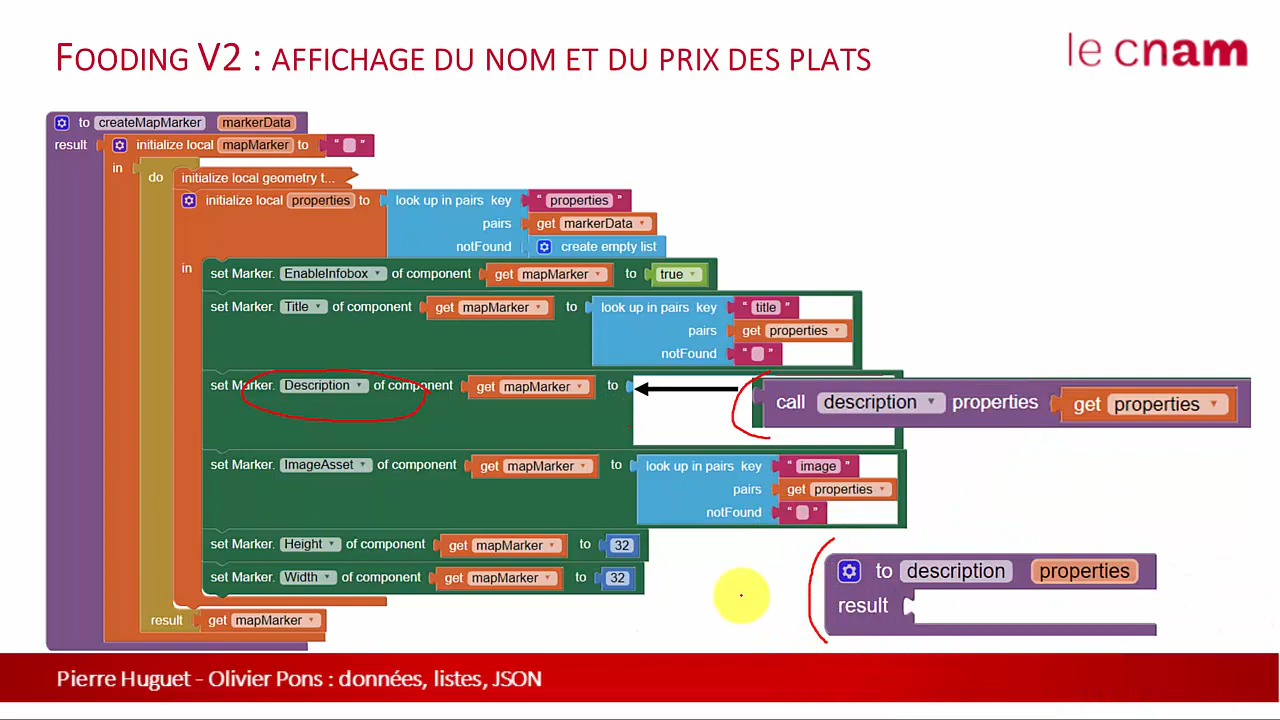 FOODING V2 : AFFICHAGE DU NOM ET DU PRIX DES PLATS
le cnam
to createMapMarker markerData
result initialize local mapMarker to " "
in
do initialize local geometry t...
initialize local properties to look up in pairs key " properties "
pairs get markerData
notFound create empty list
in set Marker. EnableInfobox of component get mapMarker to true
set Marker. Title of component get mapMarker to look up in pairs key " title "
pairs get properties
notFound " "
set Marker. Description of component get mapMarker to
call description properties get properties
set Marker. ImageAsset of component get mapMarker to look up in pairs key " image "
pairs get properties
notFound " "
set Marker. Height of component get mapMarker to 32
set Marker. Width of component get mapMarker to 32
result get mapMarker
to description properties
result
Pierre Huguet - Olivier Pons : données, listes, JSON